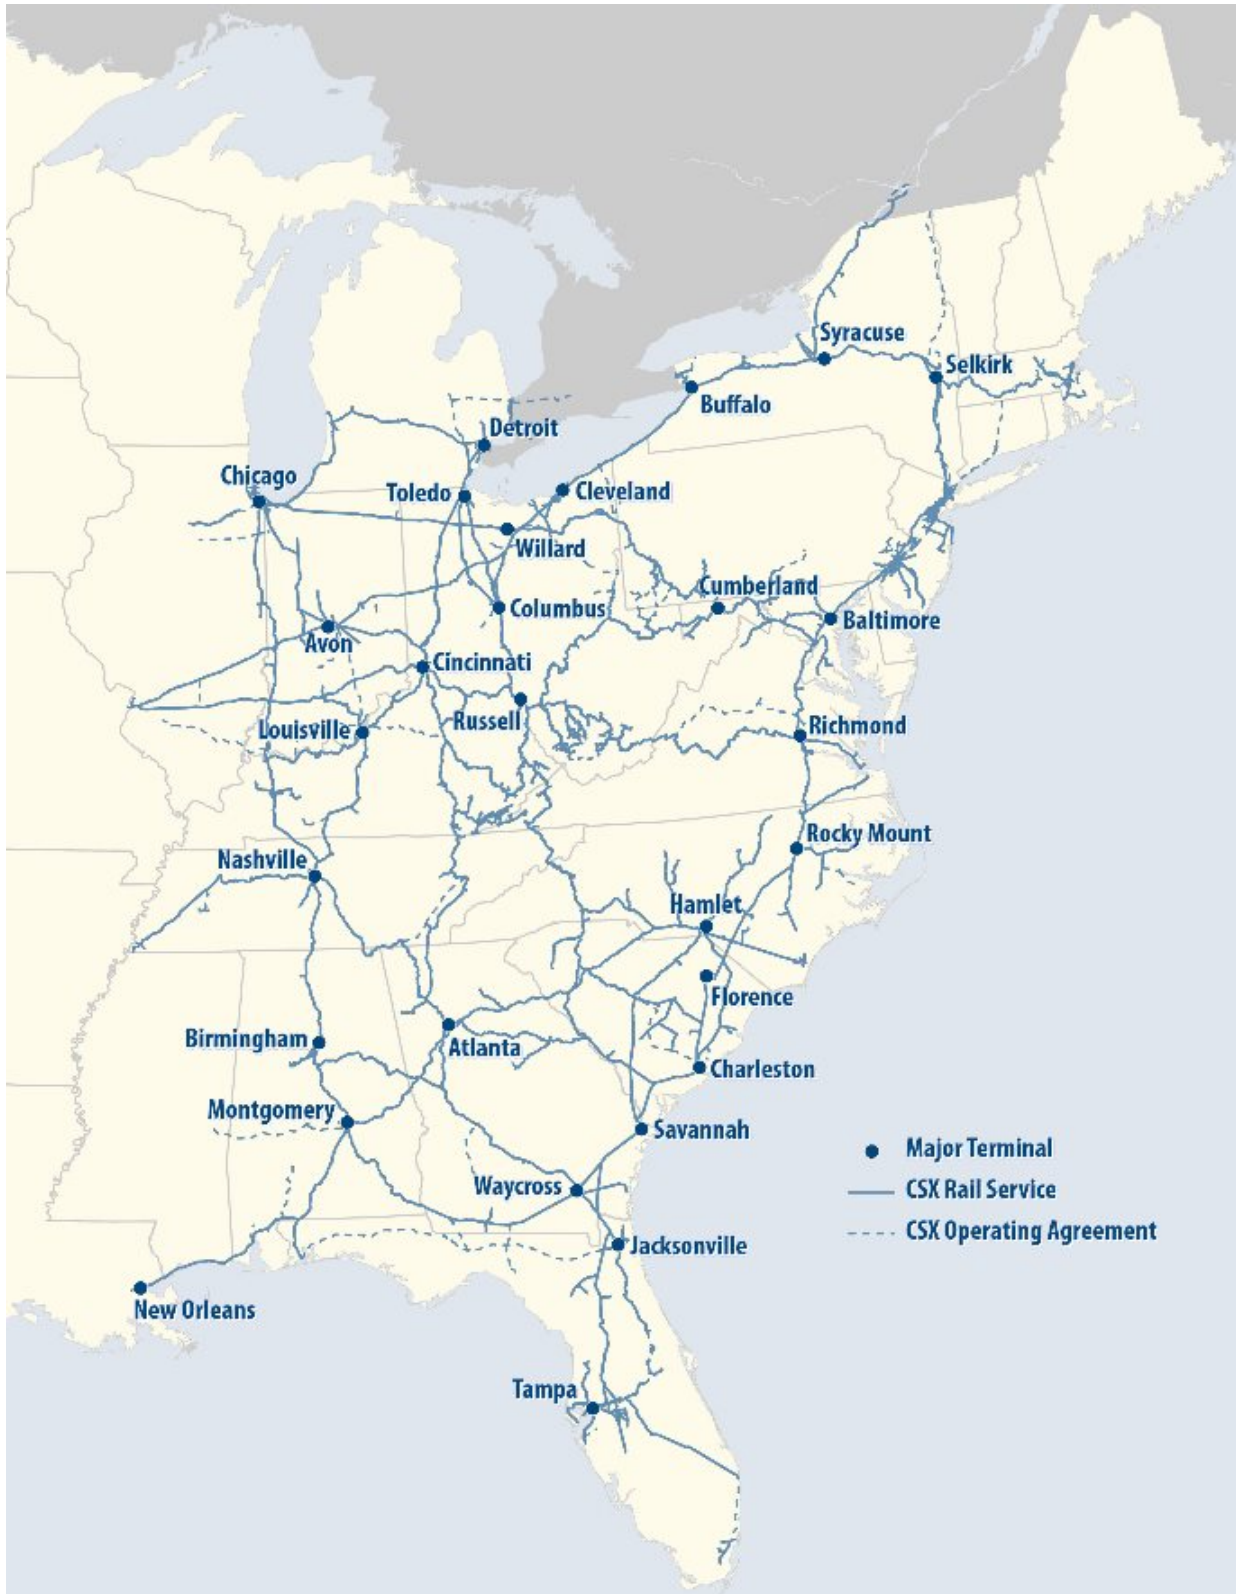 Syracuse
Selkirk
Buffalo
Detroit
Chicago
Toledo
Cleveland
Willard
Cumberland
Columbus
Baltimore
Avon
Cincinnati
Russell
Louisville
Richmond
Rocky Mount
Nashville
Hamlet
Florence
Birmingham
Atlanta
Charleston
Montgomery
Savannah
Major Terminal
Waycross
CSX Rail Service
CSX Operating Agreement
Jacksonville
New Orleans
Tampa